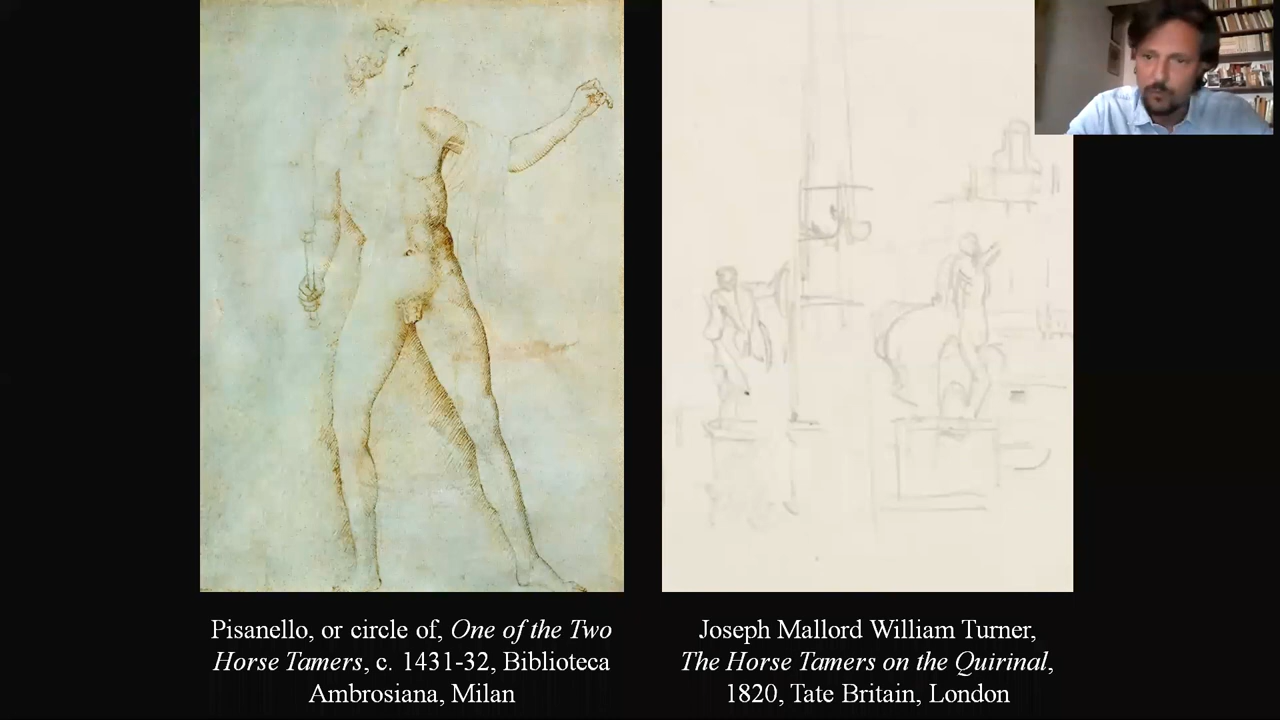 Pisanello, or circle of, One of the Two
Horse Tamers, c. 1431-32, Biblioteca
Ambrosiana, Milan
Joseph Mallord William Turner,
The Horse Tamers on the Quirinal,
1820, Tate Britain, London